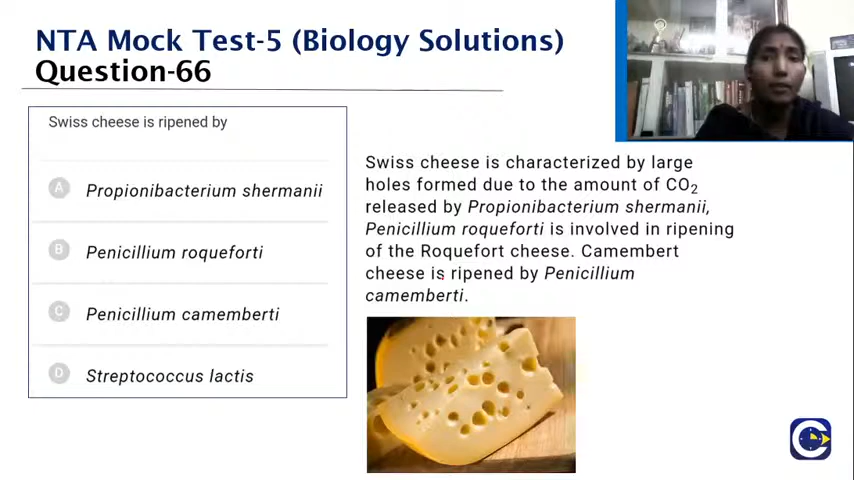 NTA Mock Test-5 (Biology Solutions)
Question-66
Swiss cheese is ripened by
A Propionibacterium shermanii
B Penicillium roqueforti
C Penicillium camemberti
D Streptococcus lactis
Swiss cheese is characterized by large
holes formed due to the amount of CO₂
released by Propionibacterium shermanii,
Penicillium roqueforti is involved in ripening
of the Roquefort cheese. Camembert
cheese is ripened by Penicillium
camemberti.